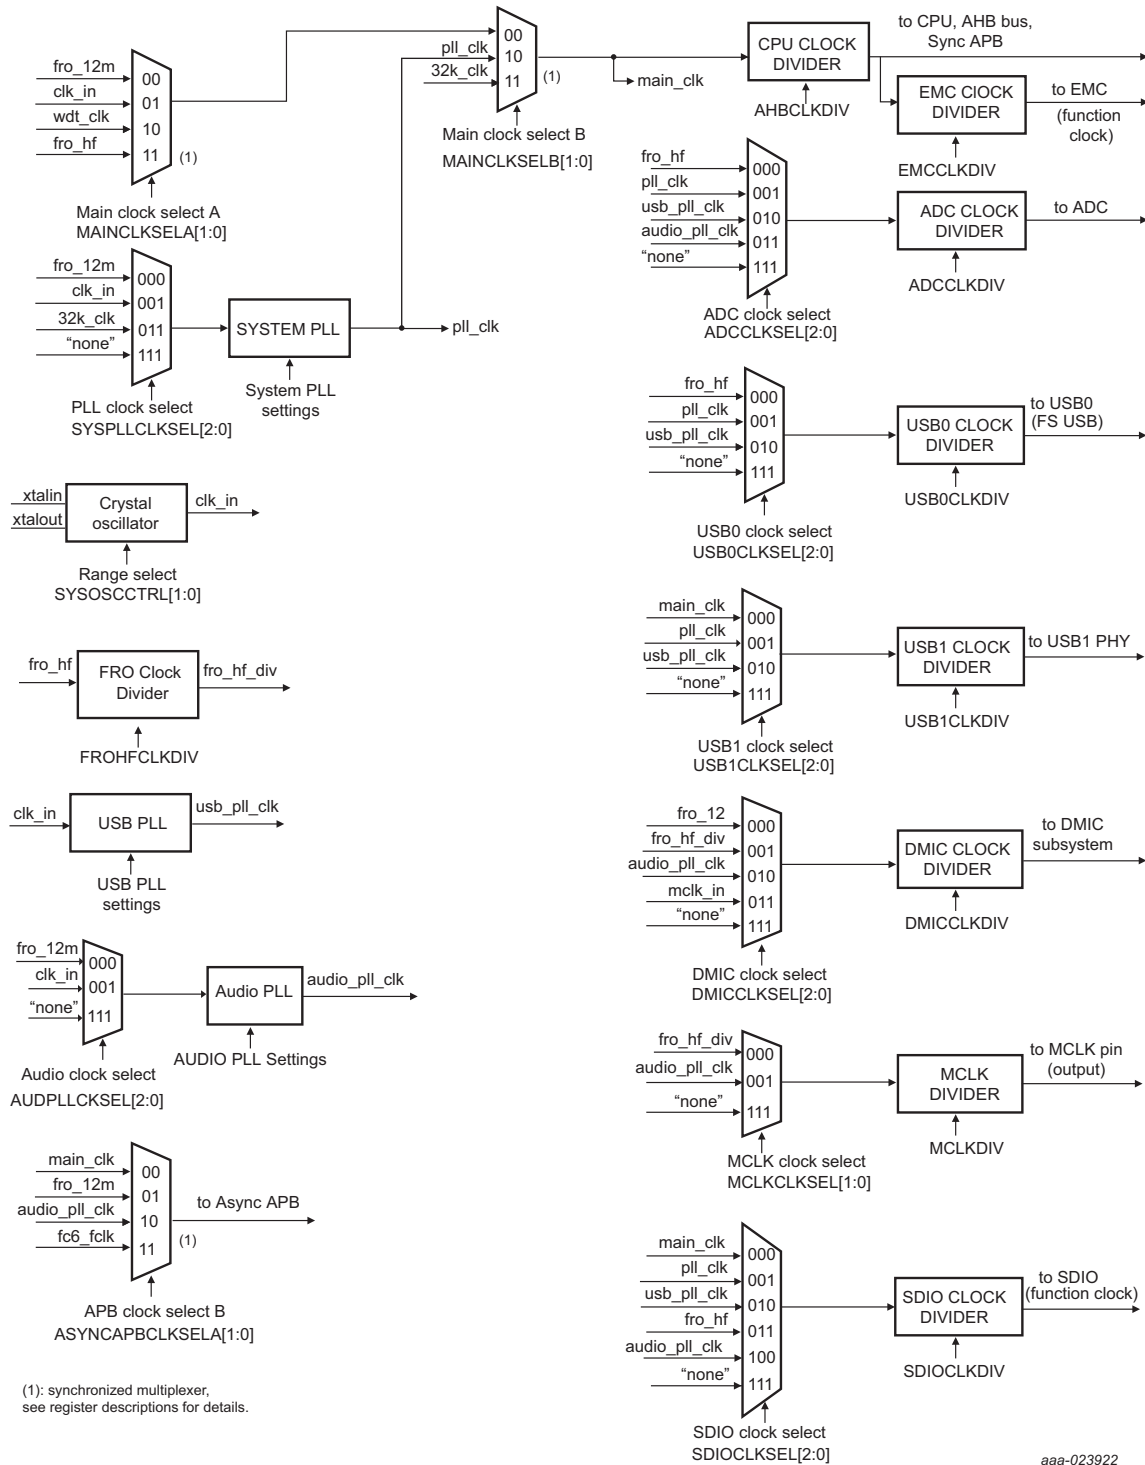 fro_12m
clk_in
wdt_clk
fro_hf
00
01
10
11
(1)
Main clock select A
MAINCLKSELA[1:0]
pll_clk
32k_clk
00
10
11
(1)
Main clock select B
MAINCLKSELB[1:0]
main_clk
CPU CLOCK
DIVIDER
AHBCLKDIV
to CPU, AHB bus,
Sync APB
EMC ClOCK
DIVIDER
EMCCLKDIV
to EMC
(function
clock)
fro_12m
clk_in
32k_clk
“none”
000
001
011
111
PLL clock select
SYSPLLCLKSEL[2:0]
SYSTEM PLL
System PLL
settings
pll_clk
fro_hf
pll_clk
usb_pll_clk
audio_pll_clk
“none”
000
001
010
011
111
ADC clock select
ADCCLKSEL[2:0]
ADC CLOCK
DIVIDER
ADCCLKDIV
to ADC
xtalin
xtalout
Crystal
oscillator
clk_in
Range select
SYSOSCCTRL[1:0]
fro_hf
pll_clk
usb_pll_clk
“none”
000
001
010
111
USB0 clock select
USB0CLKSEL[2:0]
USB0 CLOCK
DIVIDER
USB0CLKDIV
to USB0
(FS USB)
fro_hf
FRO Clock
Divider
fro_hf_div
FROHFCLKDIV
main_clk
pll_clk
usb_pll_clk
“none”
000
001
010
111
USB1 clock select
USB1CLKSEL[2:0]
USB1 CLOCK
DIVIDER
USB1CLKDIV
to USB1 PHY
clk_in
USB PLL
usb_pll_clk
USB PLL
settings
fro_12
fro_hf_div
audio_pll_clk
mclk_in
“none”
000
001
010
011
111
DMIC clock select
DMICCLKSEL[2:0]
DMIC CLOCK
DIVIDER
DMICCLKDIV
to DMIC
subsystem
fro_12m
clk_in
“none”
000
001
111
Audio clock select
AUDPLLCKSEL[2:0]
Audio PLL
AUDIO PLL Settings
audio_pll_clk
fro_hf_div
audio_pll_clk
“none”
000
001
111
MCLK clock select
MCLKCLKSEL[1:0]
MCLK
DIVIDER
MCLKDIV
to MCLK pin
(output)
main_clk
fro_12m
audio_pll_clk
fc6_fclk
00
01
10
11
(1)
to Async APB
APB clock select B
ASYNCAPBCLKSELA[1:0]
main_clk
pll_clk
usb_pll_clk
fro_hf
audio_pll_clk
“none”
000
001
010
011
100
111
SDIO clock select
SDIOCLKSEL[2:0]
SDIO CLOCK
DIVIDER
SDIOCLKDIV
to SDIO
(function clock)
(1): synchronized multiplexer,
see register descriptions for details.
aaa-023922